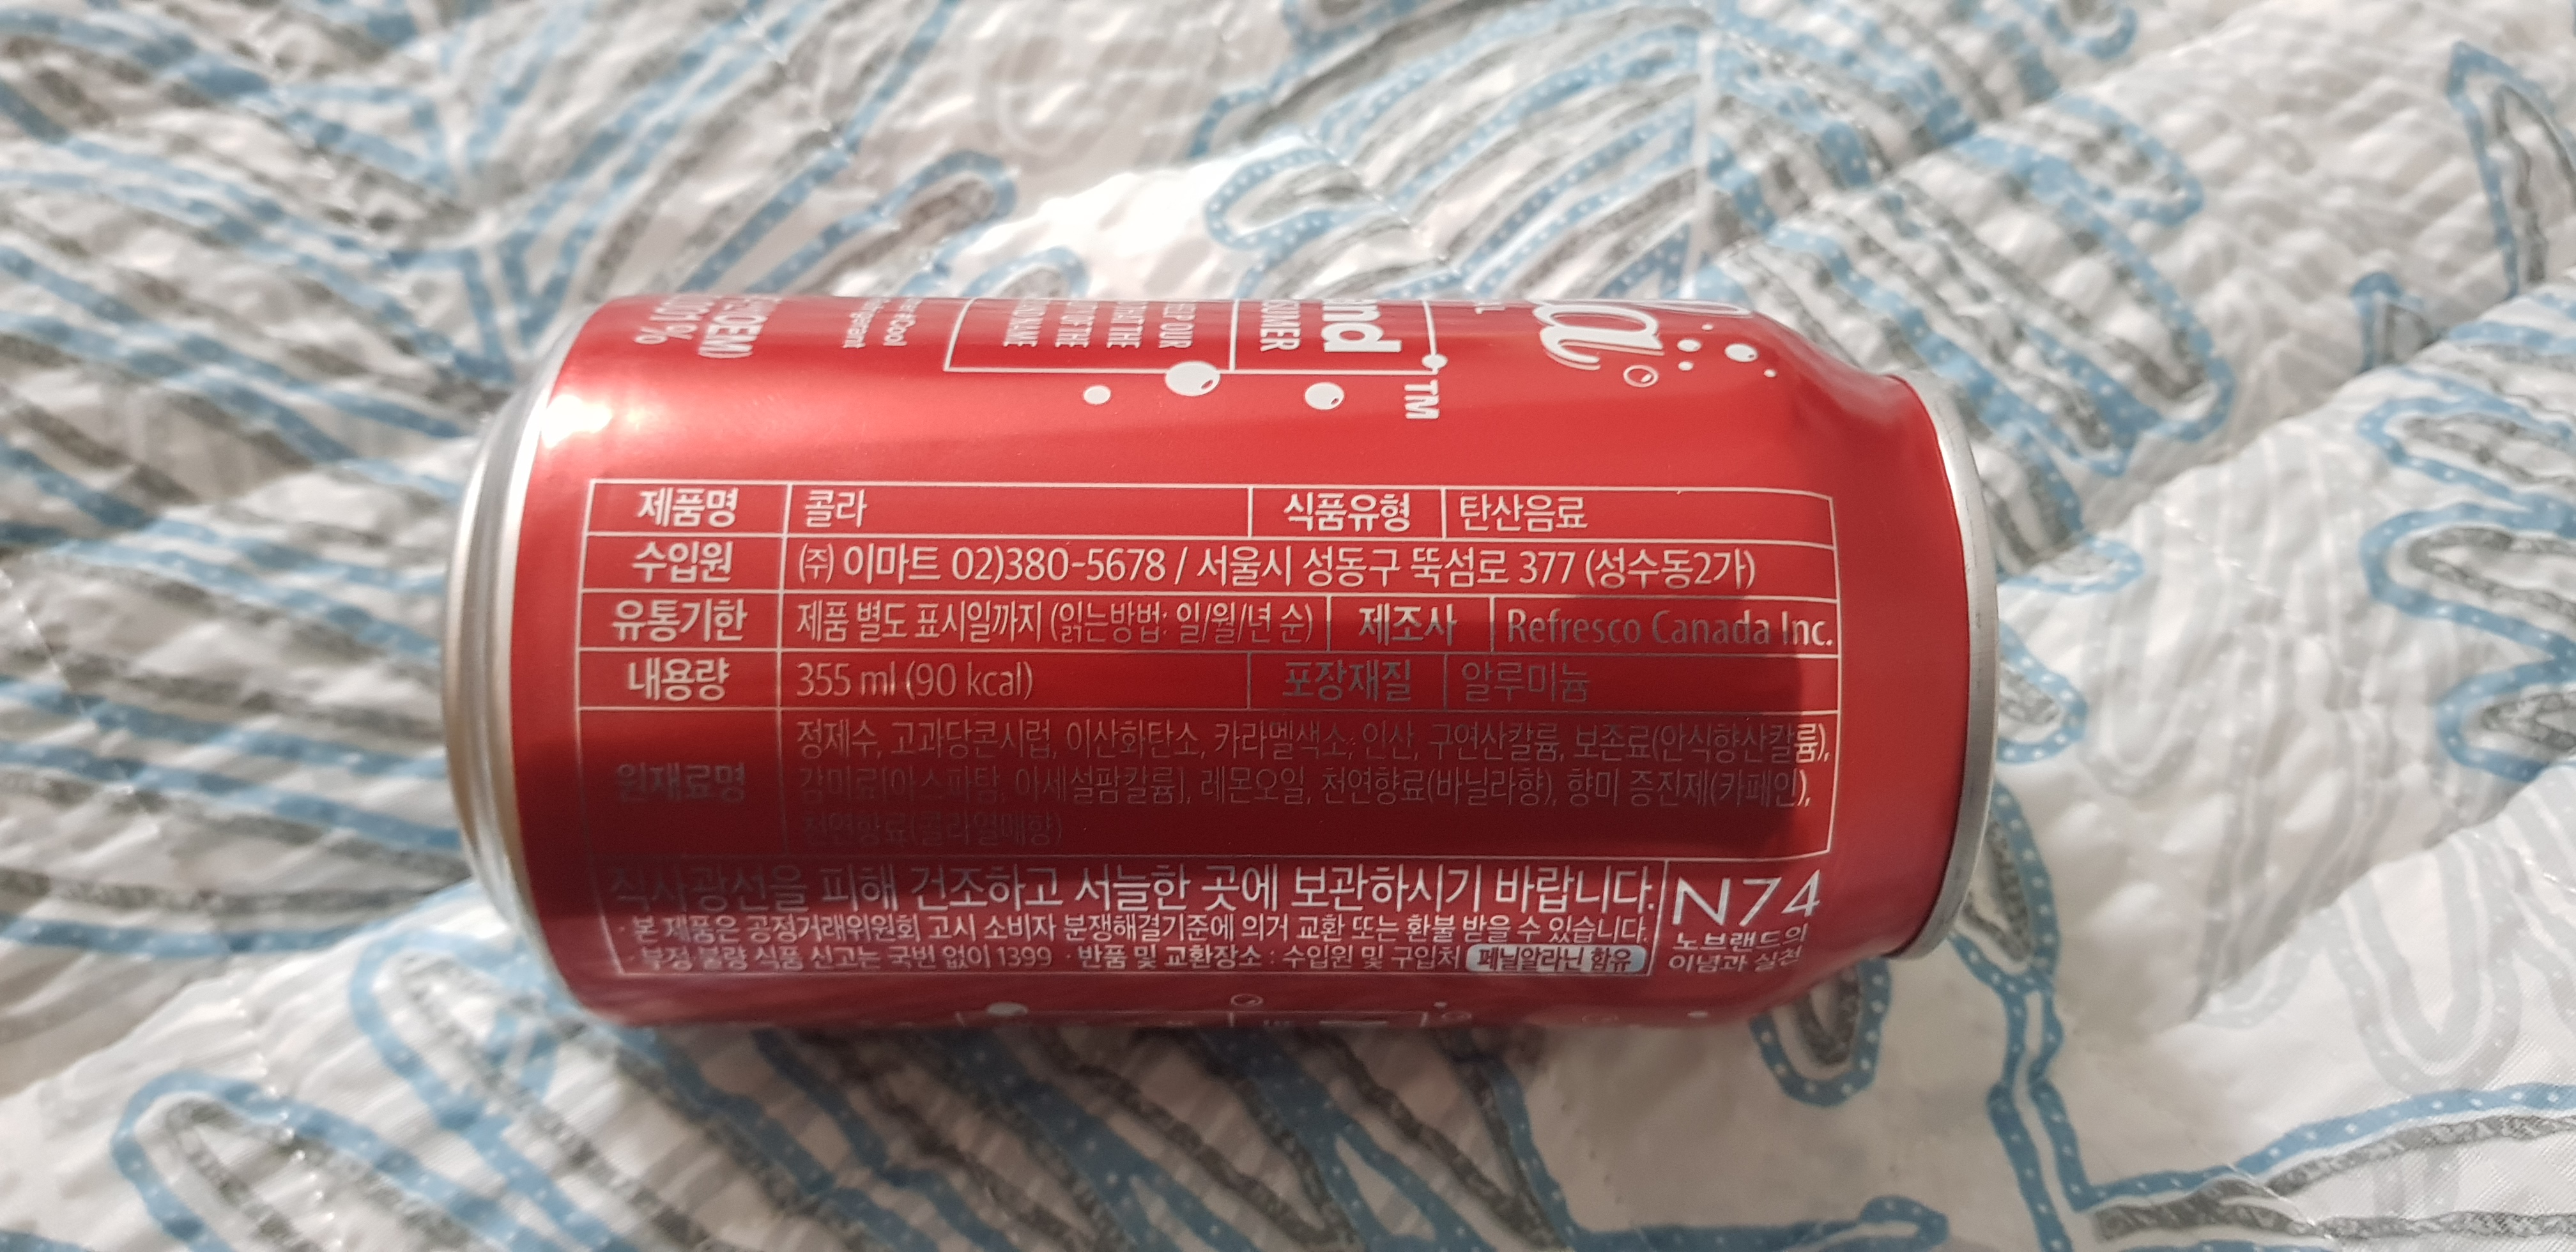 제품명 콜라 식품유형 탄산음료
수입원 (주) 이마트 02)380-5678 / 서울시 성동구 뚝섬로 377 (성수동2가)
유통기한 제품 별도 표시일까지 (읽는방법: 일/월/년 순) 제조사 Refresco Canada Inc.
내용량 355 ml (90 kcal) 포장재질 알루미늄
원재료명 정제수, 고과당콘시럽, 이산화탄소, 카라멜색소, 인산, 구연산칼륨, 보존료(안식향산칼륨),
감미료[아스파탐, 아세설팜칼륨], 레몬오일, 천연향료(바닐라향), 향미 증진제(카페인),
천연향료(콜라열매향)
직사광선을 피해 건조하고 서늘한 곳에 보관하시기 바랍니다.
· 본 제품은 공정거래위원회 고시 소비자 분쟁해결기준에 의거 교환 또는 환불 받을 수 있습니다.
· 부정·불량 식품 신고는 국번 없이 1399 · 반품 및 교환장소 : 수입원 및 구입처 페닐알라닌 함유
N74
노브랜드의
이념과 실천
TM